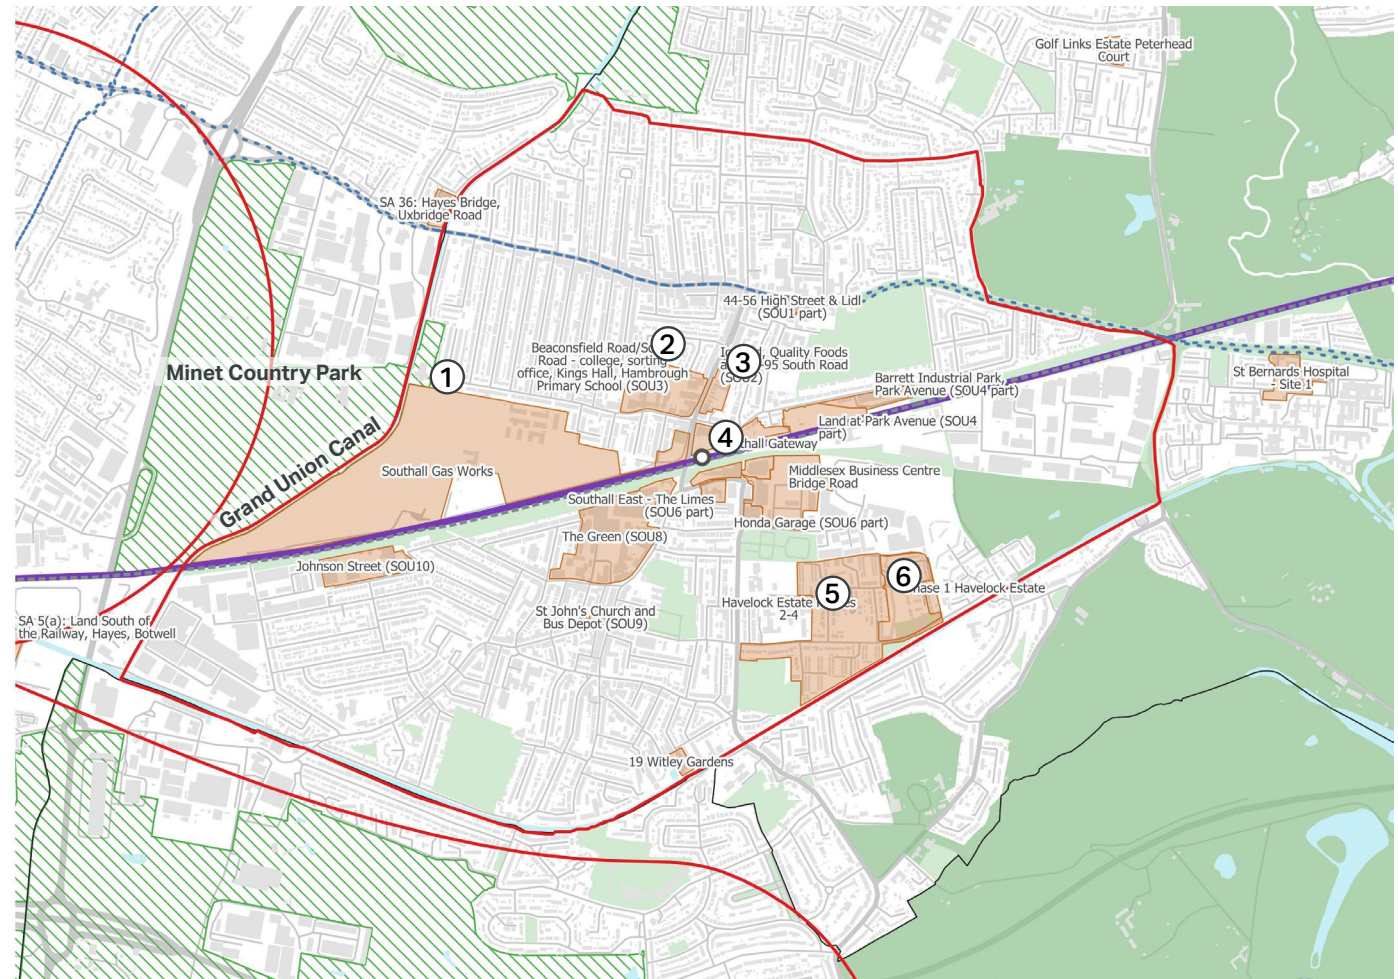 Golf Links Estate Peterhead
Court
SA 36: Hayes Bridge,
Uxbridge Road
44-56 High Street & Lidl
(SOU1 part)
Beaconsfield Road/
Road - college, sorting
office, Kings Hall, Hambrough
Primary School (SOU3)
2
3
Quality Foods
95 South Road
(SOU2)
Minet Country Park
1
Barrett Industrial Park,
Park Avenue (SOU4 part)
St Bernards Hospital
- Site 1
Land at Park Avenue (SOU4
part)
4
Gateway
Grand Union Canal
Southall Gas Works
Middlesex Business Centre
Bridge Road
Southall East - The Limes
(SOU6 part)
Honda Garage (SOU6 part)
The Green (SOU8)
Johnson Street (SOU10)
5
6
Phase 1 Havelock Estate
Havelock Estate
2-4
St John's Church and
Bus Depot (SOU9)
SA 5(a): Land South of
the Railway, Hayes, Botwell
19 Witley Gardens